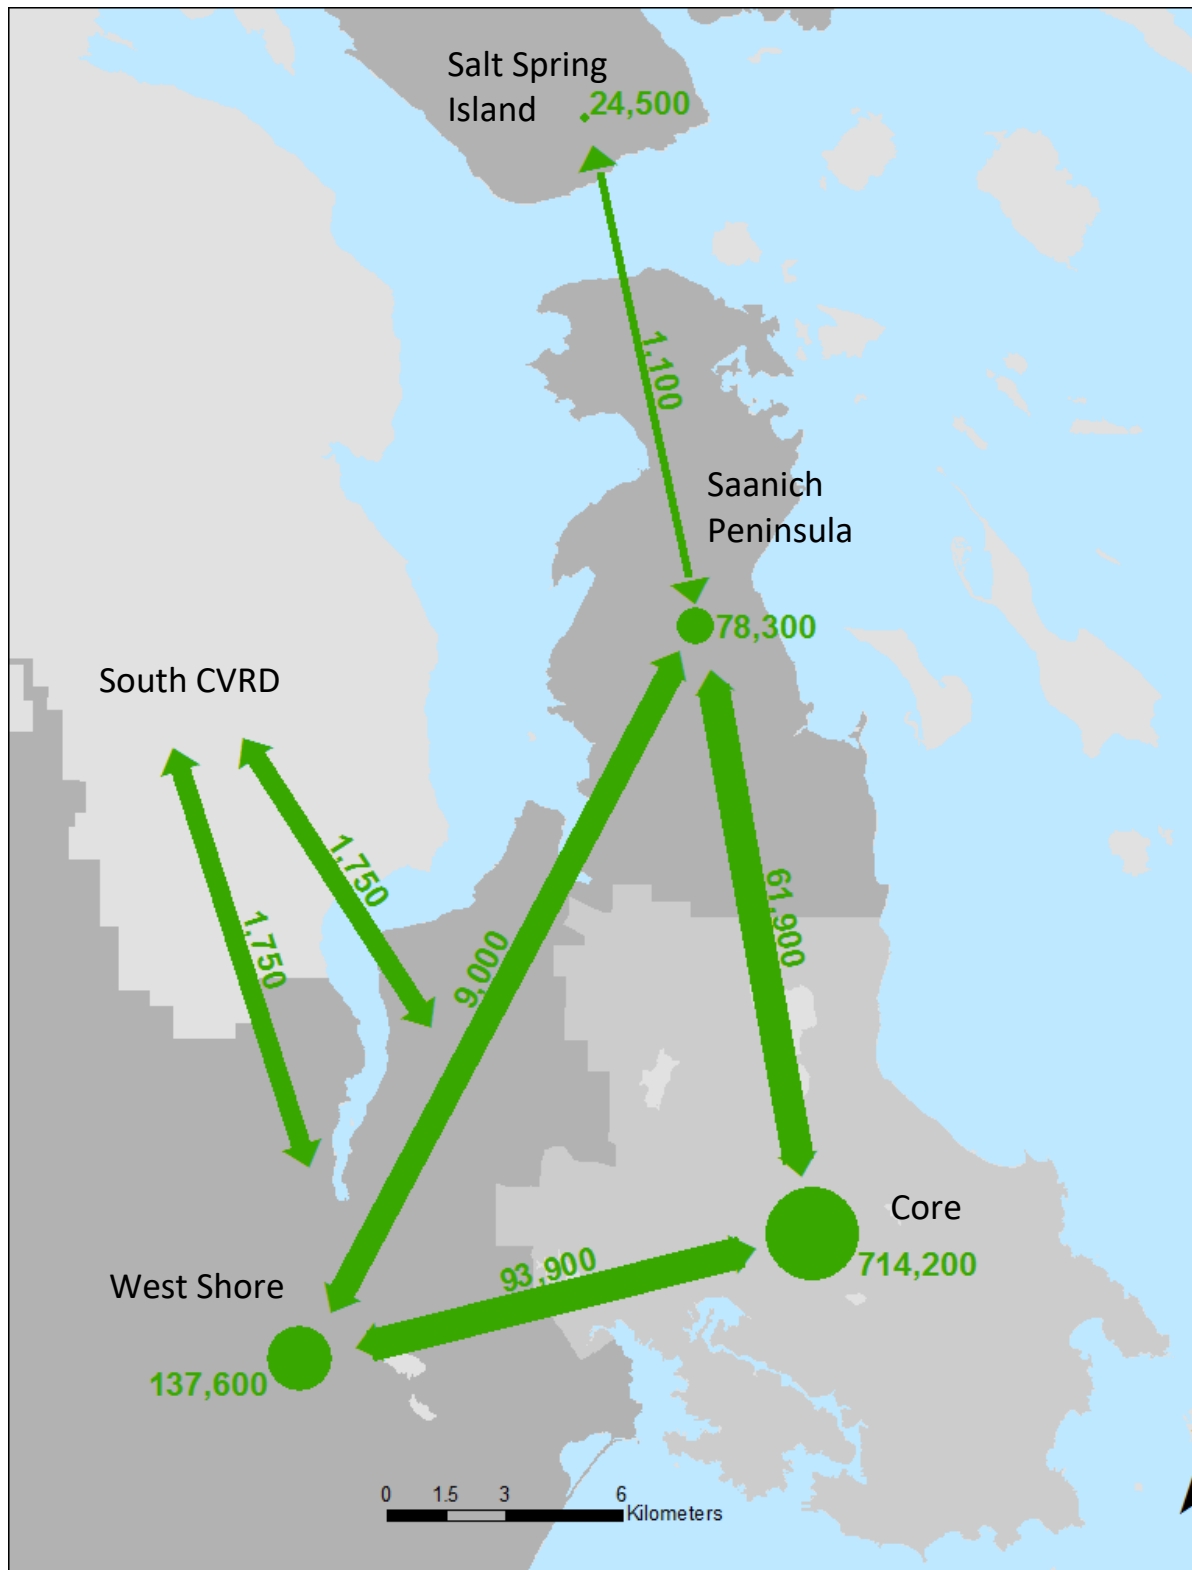 Salt Spring
Island
24,500
1,100
Saanich
Peninsula
78,300
South CVRD
1,750
1,750
9,000
61,900
Core
714,200
93,900
West Shore
137,600
0 1.5 3 6
Kilometers